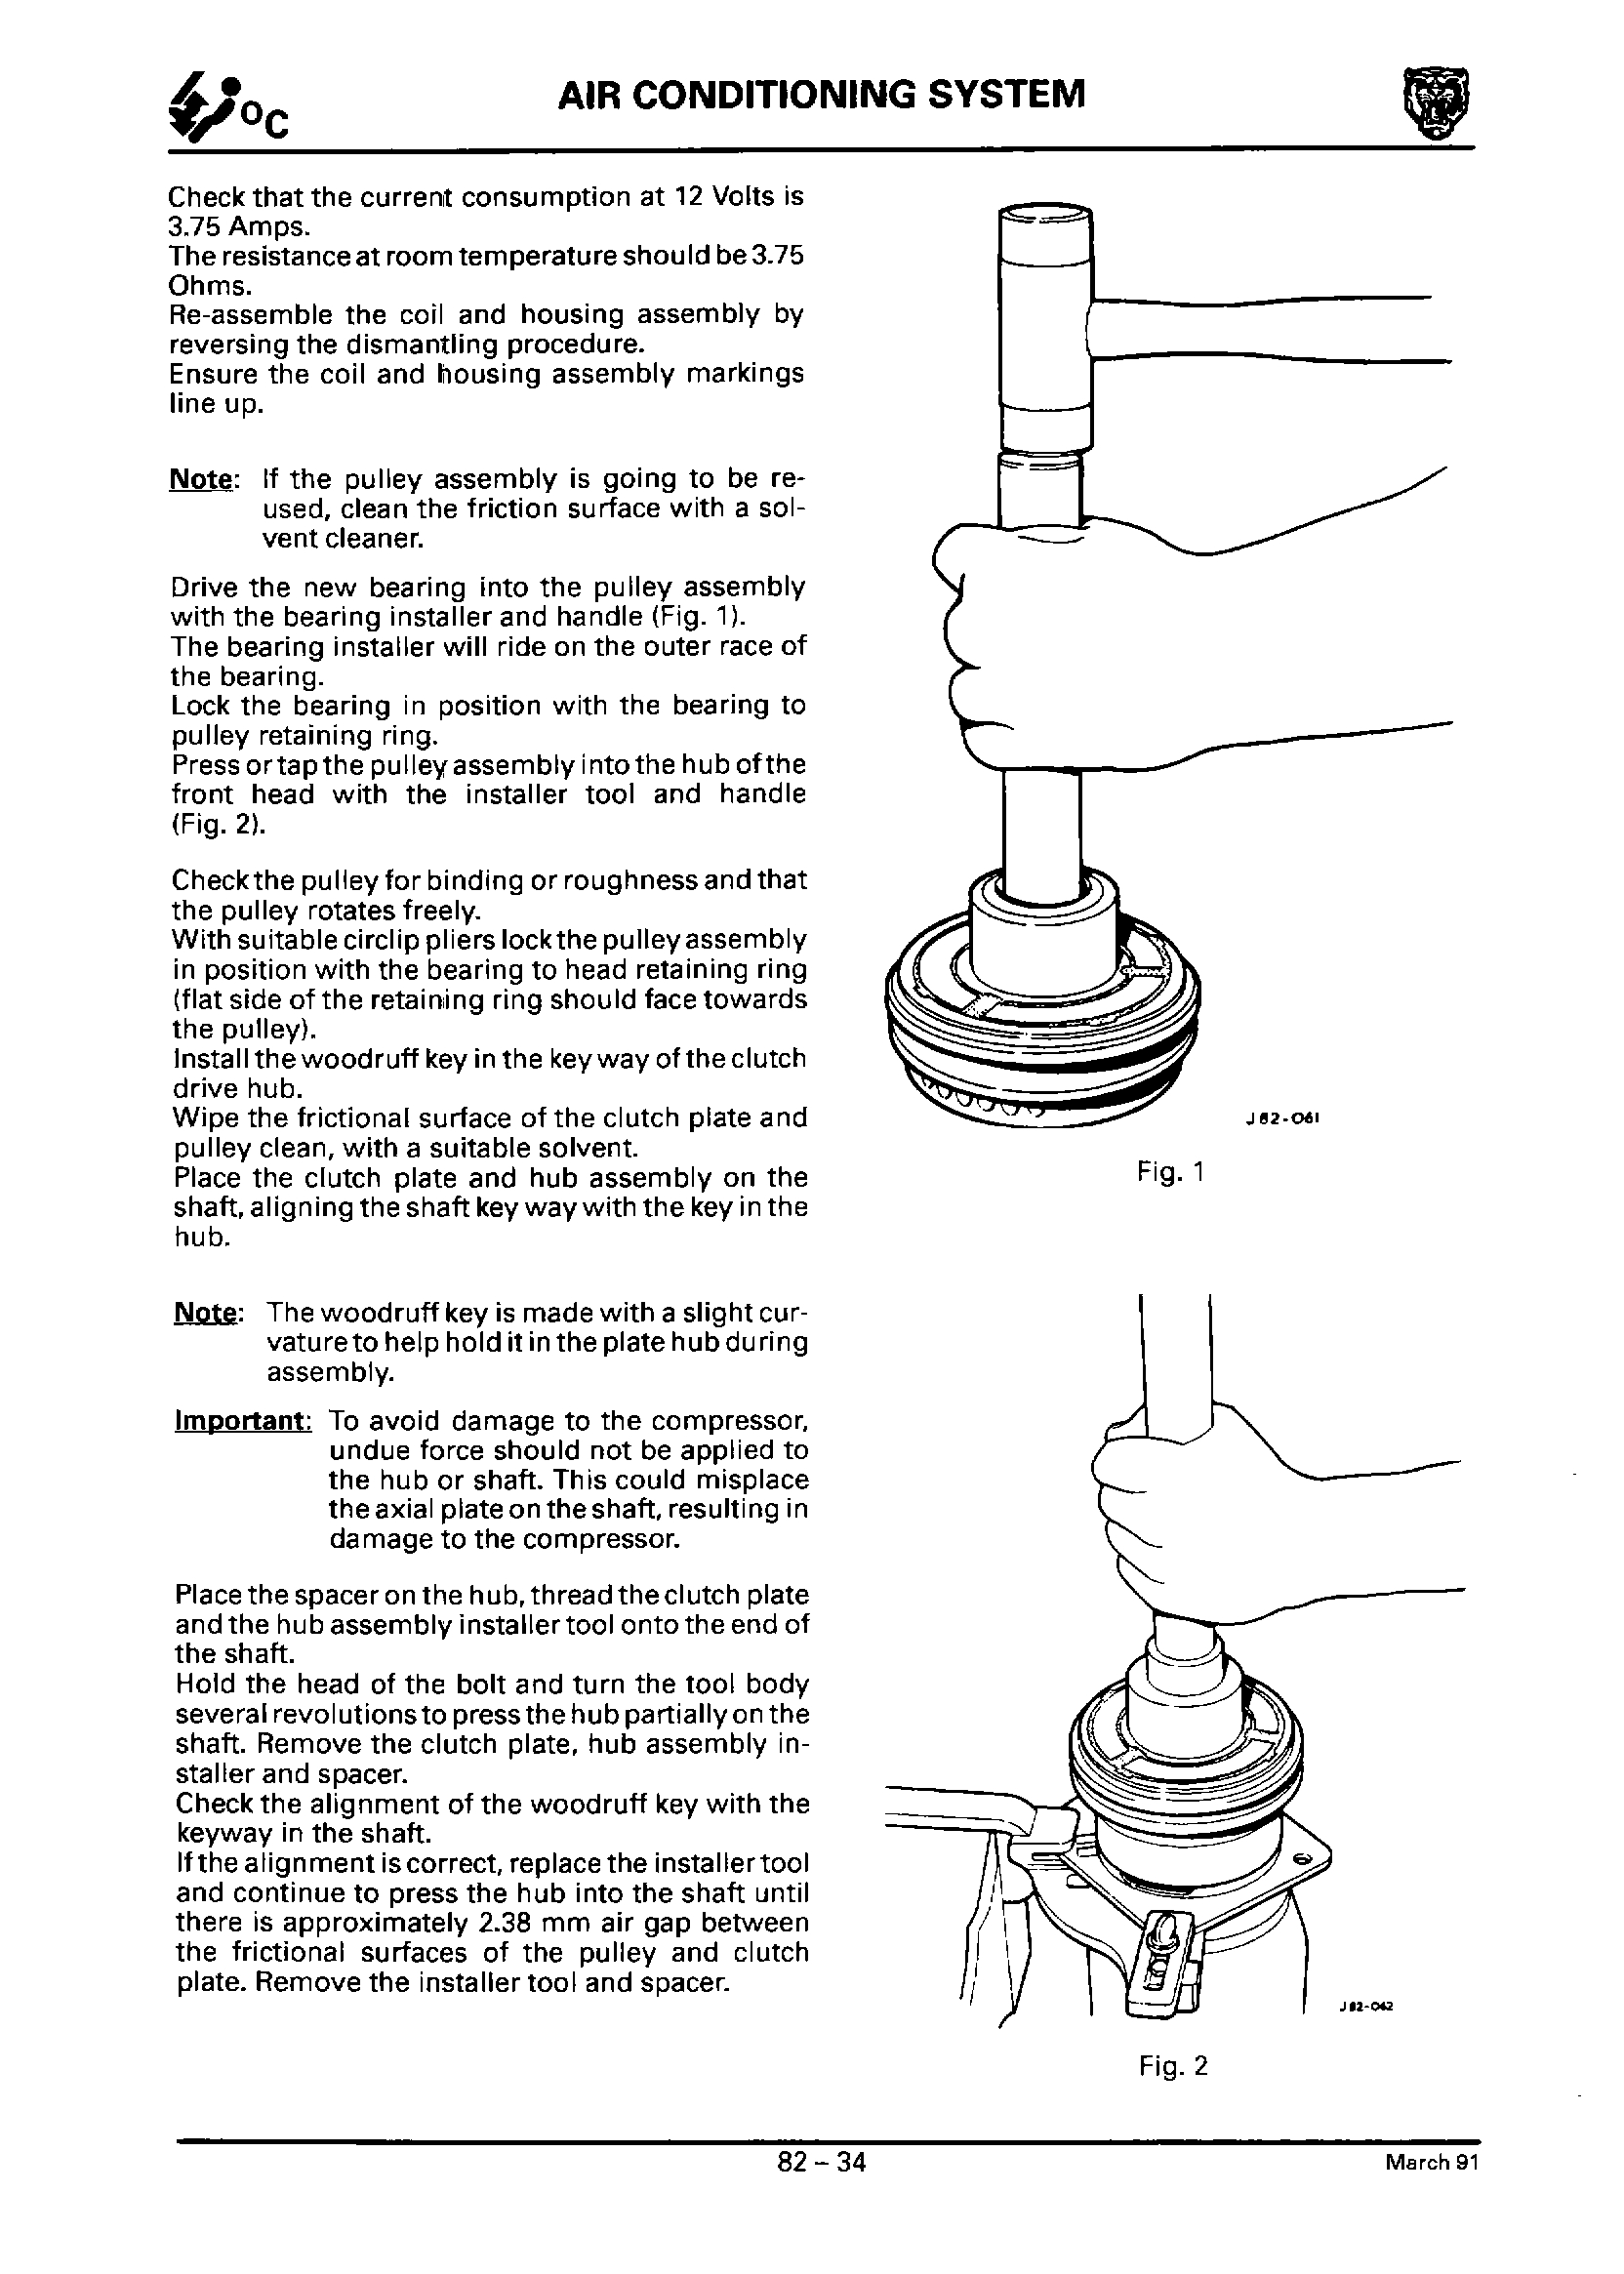 °C
AIR CONDITIONING SYSTEM
Check that the current consumption at 12 Volts is
3.75 Amps.
The resistance at room temperature should be 3.75
Ohms.
Re-assemble the coil and housing assembly by
reversing the dismantling procedure.
Ensure the coil and housing assembly markings
line up.
Note: If the pulley assembly is going to be re-
used, clean the friction surface with a sol-
vent cleaner.
Drive the new bearing into the pulley assembly
with the bearing installer and handle (Fig. 1).
The bearing installer will ride on the outer race of
the bearing.
Lock the bearing in position with the bearing to
pulley retaining ring.
Press or tap the pulley assembly into the hub of the
front head with the installer tool and handle
(Fig. 2).
Check the pulley for binding or roughness and that
the pulley rotates freely.
With suitable circlip pliers lock the pulley assembly
in position with the bearing to head retaining ring
(flat side of the retaining ring should face towards
the pulley).
Install the woodruff key in the key way of the clutch
drive hub.
Wipe the frictional surface of the clutch plate and
pulley clean, with a suitable solvent.
Place the clutch plate and hub assembly on the
shaft, aligning the shaft key way with the key in the
hub.
Note: The woodruff key is made with a slight cur-
vature to help hold it in the plate hub during
assembly.
Important: To avoid damage to the compressor,
undue force should not be applied to
the hub or shaft. This could misplace
the axial plate on the shaft, resulting in
damage to the compressor.
Place the spacer on the hub, thread the clutch plate
and the hub assembly installer tool onto the end of
the shaft.
Hold the head of the bolt and turn the tool body
several revolutions to press the hub partially on the
shaft. Remove the clutch plate, hub assembly in-
staller and spacer.
Check the alignment of the woodruff key with the
keyway in the shaft.
If the alignment is correct, replace the installer tool
and continue to press the hub into the shaft until
there is approximately 2.38 mm air gap between
the frictional surfaces of the pulley and clutch
plate. Remove the installer tool and spacer.
J82-061
Fig. 1
J82-062
Fig. 2
82 – 34
March 91